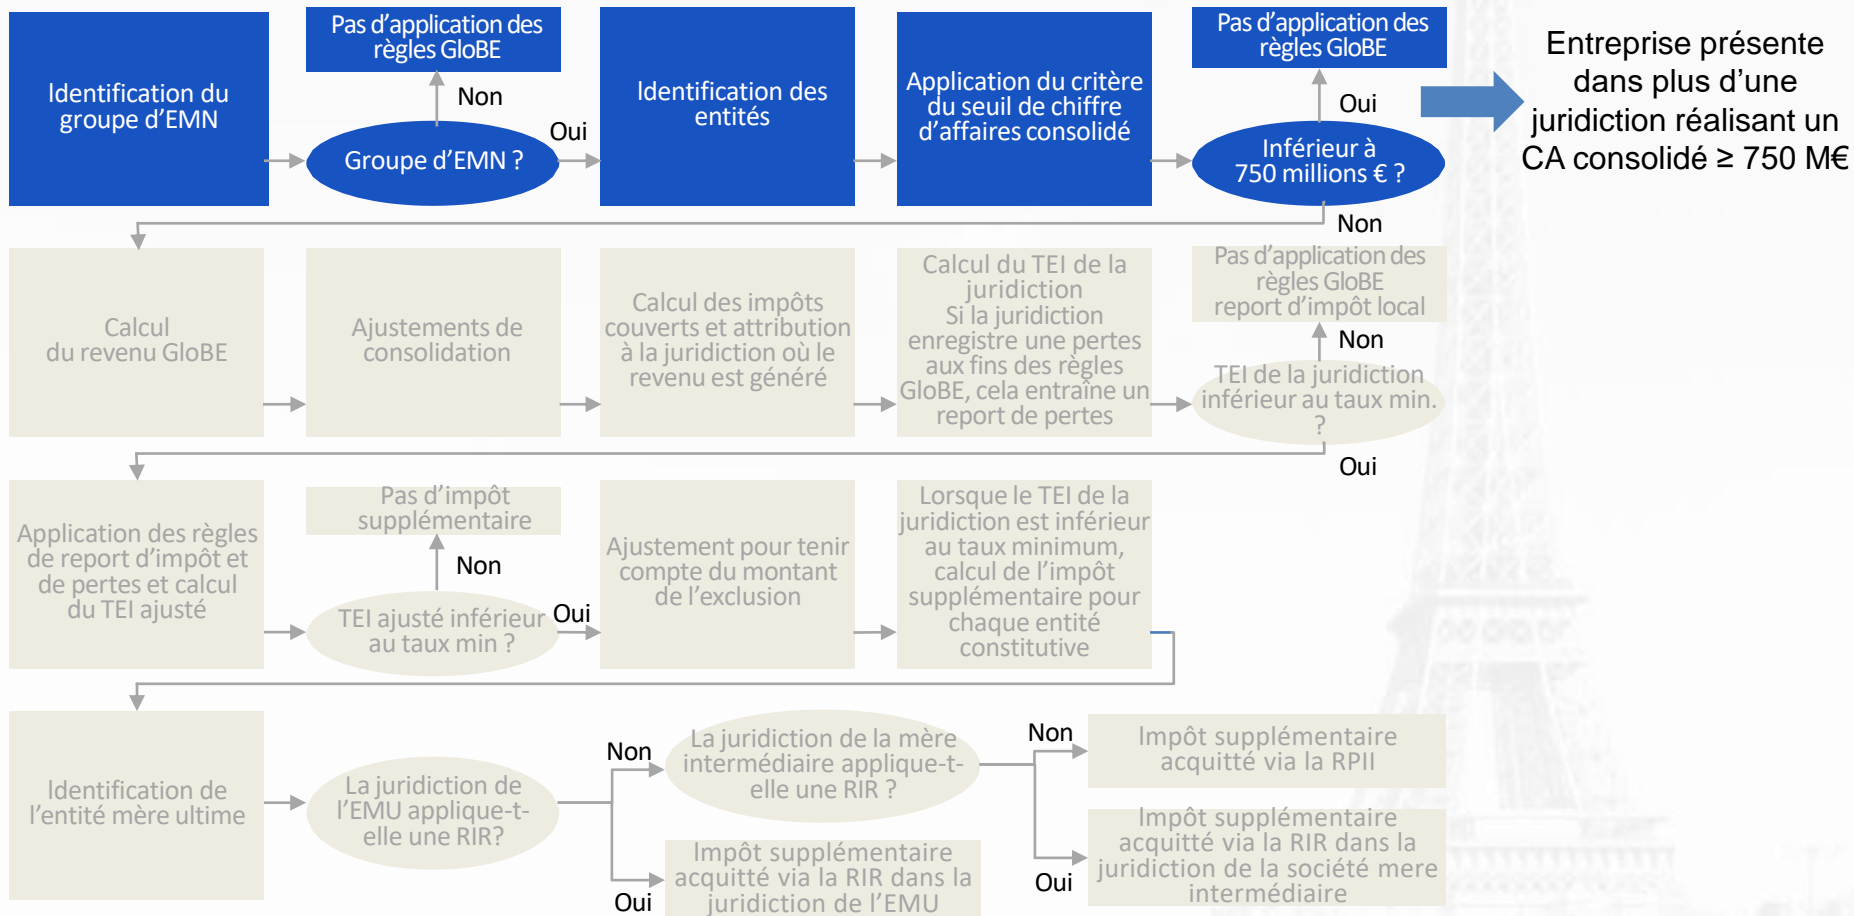 Identification du
groupe d'EMN
Pas d'application des
règles GloBE
Non
Groupe d'EMN ?
Oui
Identification des
entités
Application du critère
du seuil de chiffre
d'affaires consolidé
Pas d'application des
règles GloBE
Oui
Inférieur à
750 millions € ?
Non
Entreprise présente
dans plus d'une
juridiction réalisant un
CA consolidé ≥ 750 M€
Calcul
du revenu GloBE
Ajustements de
consolidation
Calcul des impôts
couverts et attribution
à la juridiction où le
revenu est généré
Calcul du TEI de la
juridiction
Si la juridiction
enregistre une pertes
aux fins des règles
GloBE, cela entraîne un
report de pertes
Pas d'application des
règles GloBE
report d'impôt local
Non
TEI de la juridiction
inférieur au taux min.
?
Oui
Application des règles
de report d'impôt et
de pertes et calcul
du TEI ajusté
Pas d'impôt
supplémentaire
Non
TEI ajusté inférieur
au taux min ?
Oui
Ajustement pour tenir
compte du montant
de l'exclusion
Lorsque le TEI de la
juridiction est inférieur
au taux minimum,
calcul de l'impôt
supplémentaire pour
chaque entité
constitutive
Identification de
l'entité mère ultime
La juridiction de
l'EMU applique-t-
elle une RIR?
Non
La juridiction de la mère
intermédiaire applique-t-
elle une RIR ?
Non
Impôt supplémentaire
acquitté via la RPII
Oui
Impôt supplémentaire
acquitté via la RIR dans la
juridiction de l'EMU
Oui
Impôt supplémentaire
acquitté via la RIR dans la
juridiction de la société mere
intermédiaire